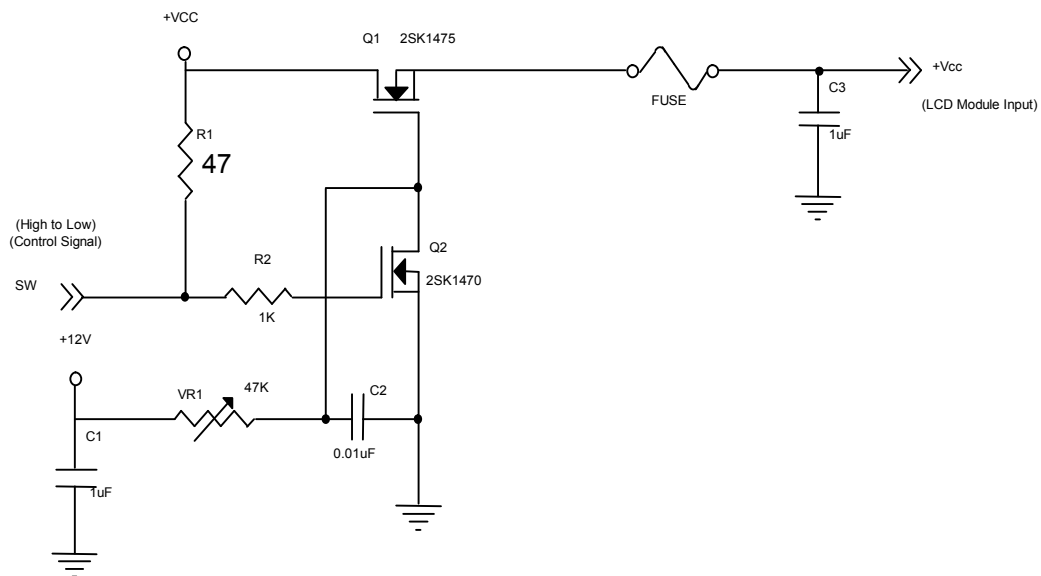 +VCC
Q1 2SK1475
FUSE
+Vcc
(LCD Module Input)
C3
1uF
R1
47
(High to Low)
(Control Signal)
SW
R2
1K
Q2
2SK1470
+12V
VR1
47K
C1
1uF
C2
0.01uF